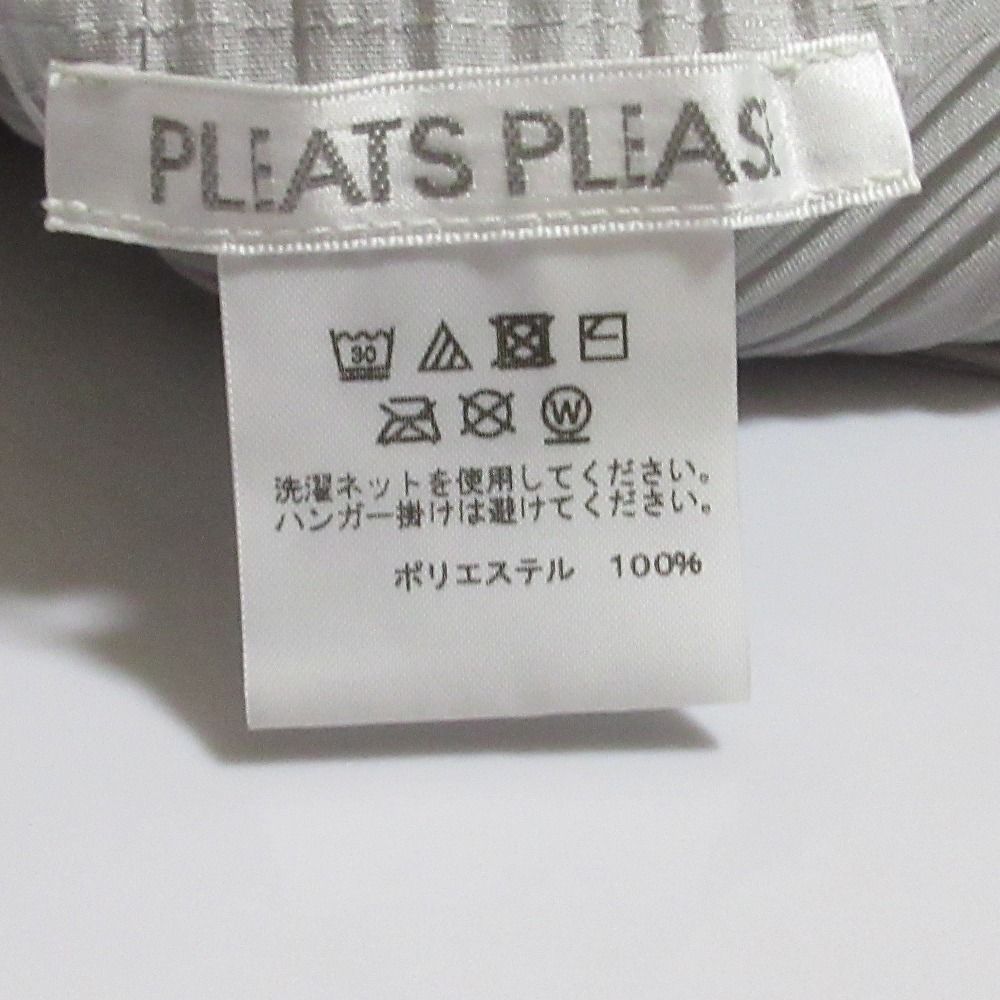 PLEATS PLEAS
30
W
洗濯ネットを使用してください。
ハンガー掛けは避けてください。
ポリエステル 100%